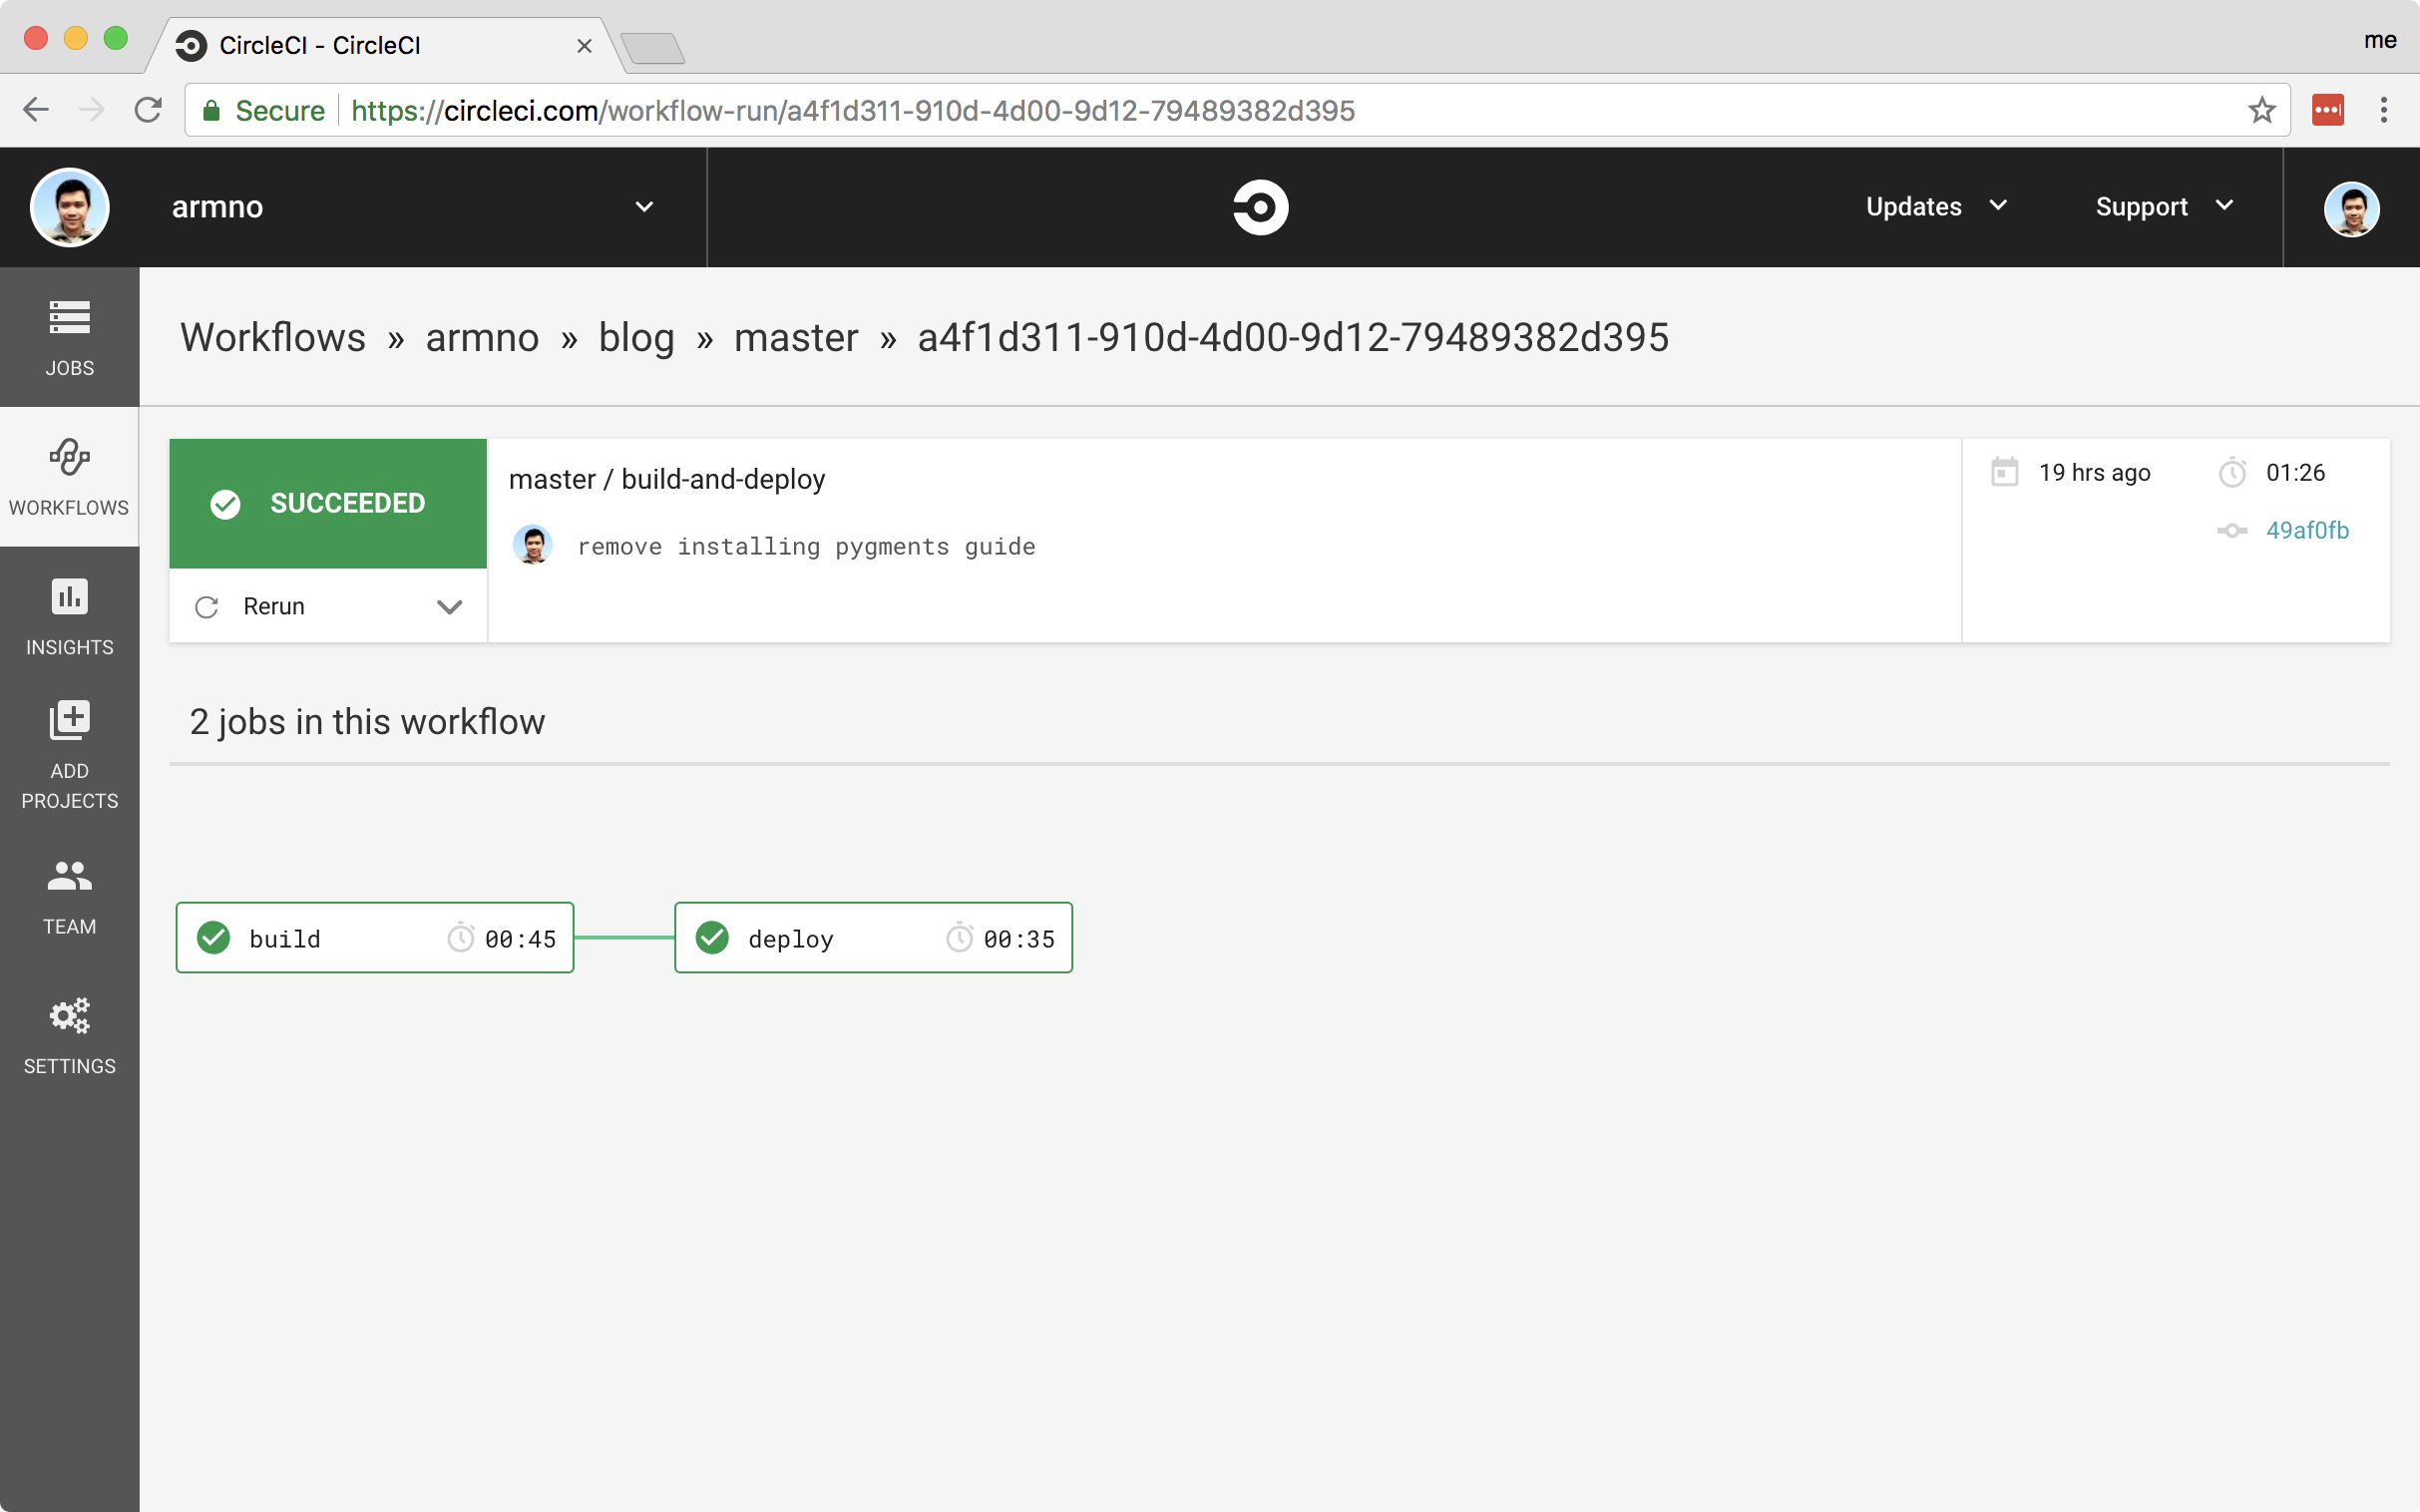 CircleCI - CircleCI
me
Secure https://circleci.com/workflow-run/a4f1d311-910d-4d00-9d12-79489382d395
armno
Updates
Support
JOBS
WORKFLOWS
INSIGHTS
ADD
PROJECTS
TEAM
SETTINGS
Workflows » armno » blog » master » a4f1d311-910d-4d00-9d12-79489382d395
SUCCEEDED
Rerun
master / build-and-deploy
remove installing pygments guide
19 hrs ago
01:26
49af0fb
2 jobs in this workflow
build 00:45
deploy 00:35